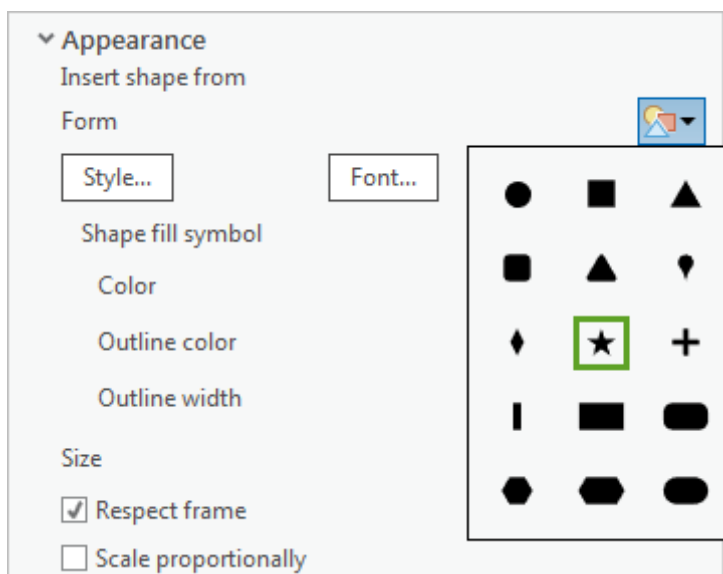 Appearance
Insert shape from
Form
Style... Font...
Shape fill symbol
Color
Outline color
Outline width
Size
Respect frame
Scale proportionally